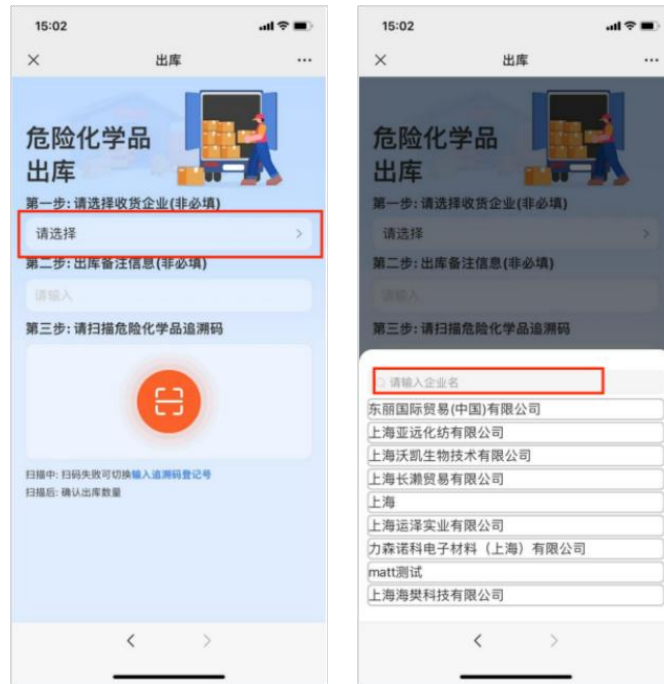 15:02
出库
危险化学品
出库
第一步: 请选择收货企业(非必填)
请选择
第二步: 出库备注信息(非必填)
请输入
第三步: 请扫描危险化学品追溯码
扫描中: 扫码失败可切换输入追溯码登记号
扫描后: 确认出库数量
15:02
出库
危险化学品
出库
第一步: 请选择收货企业(非必填)
请选择
第二步: 出库备注信息(非必填)
请输入
第三步: 请扫描危险化学品追溯码
请输入企业名
东丽国际贸易(中国)有限公司
上海亚远化纺有限公司
上海沃凯生物技术有限公司
上海长濑贸易有限公司
上海
上海运泽实业有限公司
力森诺科电子材料（上海）有限公司
matt测试
上海海樊科技有限公司